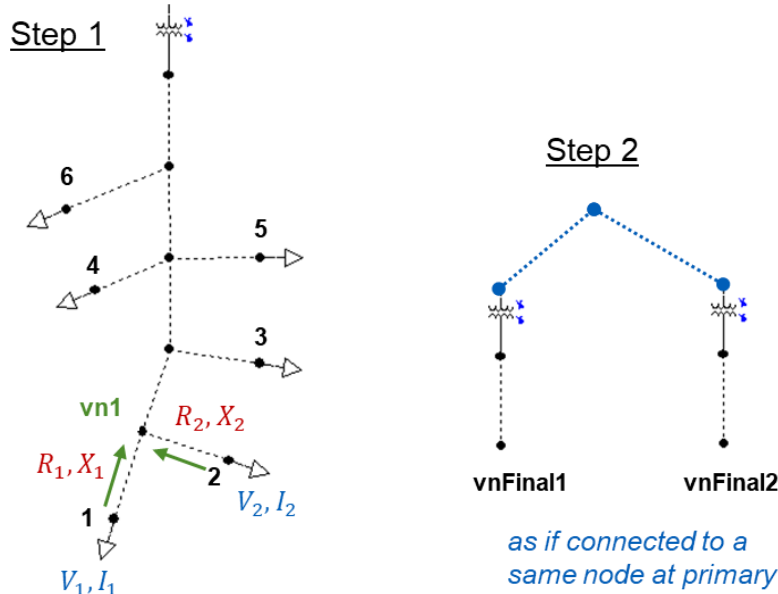 Step 1
6
5
4
3
vn1
R₂, X₂
R₁, X₁
2
1
V₂, I₂
V₁, I₁
Step 2
vnFinal1
vnFinal2
as if connected to a
same node at primary